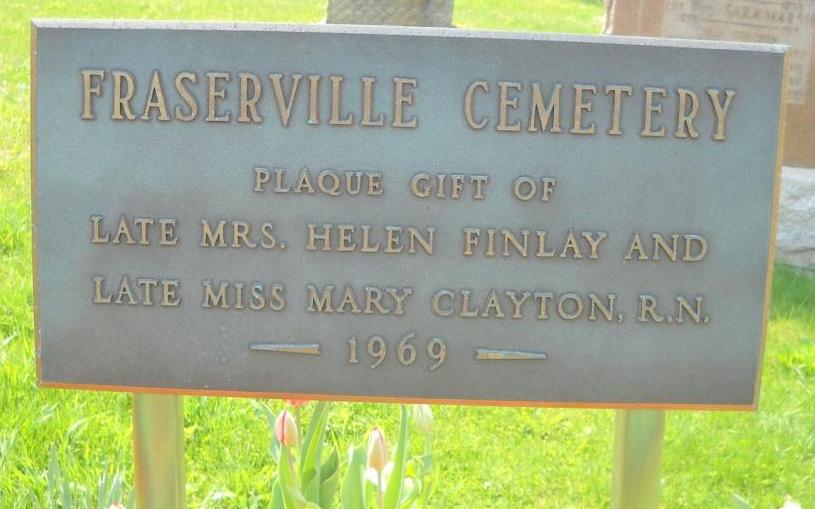 FRASERVILLE CEMETERY
PLAQUE GIFT OF
LATE MRS. HELEN FINLAY AND
LATE MISS MARY CLAYTON, R.N.
1969